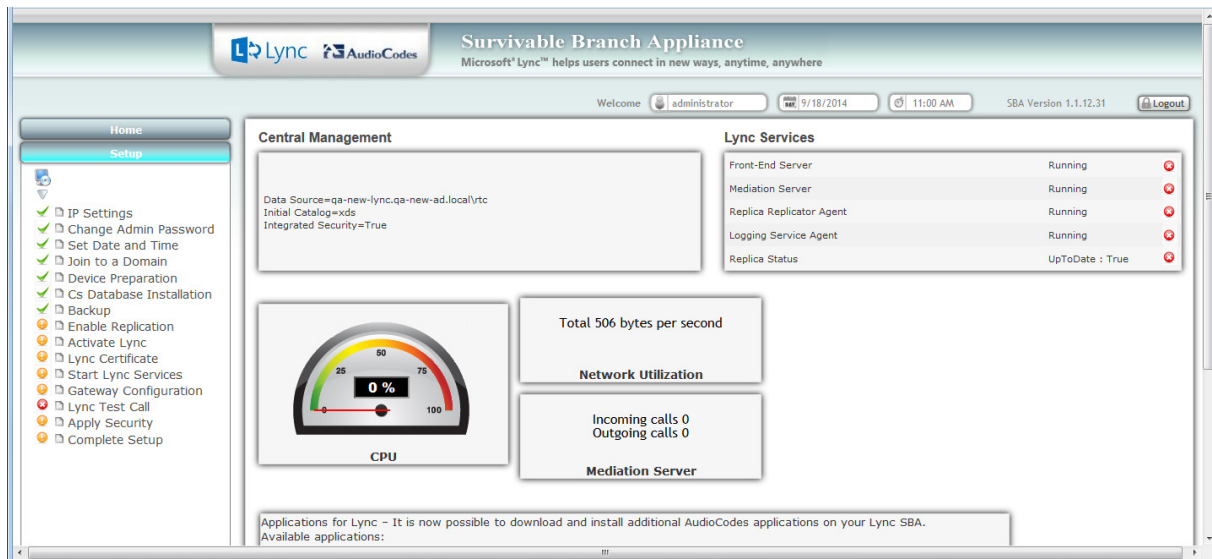 Lync AudioCodes
Survivable Branch Appliance
Microsoft® Lync™ helps users connect in new ways, anytime, anywhere
Welcome administrator 9/18/2014 11:00 AM SBA Version 1.1.12.31 Logout
Home
Setup
IP Settings
Change Admin Password
Set Date and Time
Join to a Domain
Device Preparation
Cs Database Installation
Backup
Enable Replication
Activate Lync
Lync Certificate
Start Lync Services
Gateway Configuration
Lync Test Call
Apply Security
Complete Setup
Central Management
Data Source=qa-new-lync.qa-new-ad.local\rtc
Initial Catalog=xds
Integrated Security=True
Lync Services
Front-End Server Running
Mediation Server Running
Replica Replicator Agent Running
Logging Service Agent Running
Replica Status UpToDate : True
50
25 75
0 %
0 100
CPU
Total 506 bytes per second
Network Utilization
Incoming calls 0
Outgoing calls 0
Mediation Server
Applications for Lync – It is now possible to download and install additional AudioCodes applications on your Lync SBA.
Available applications: